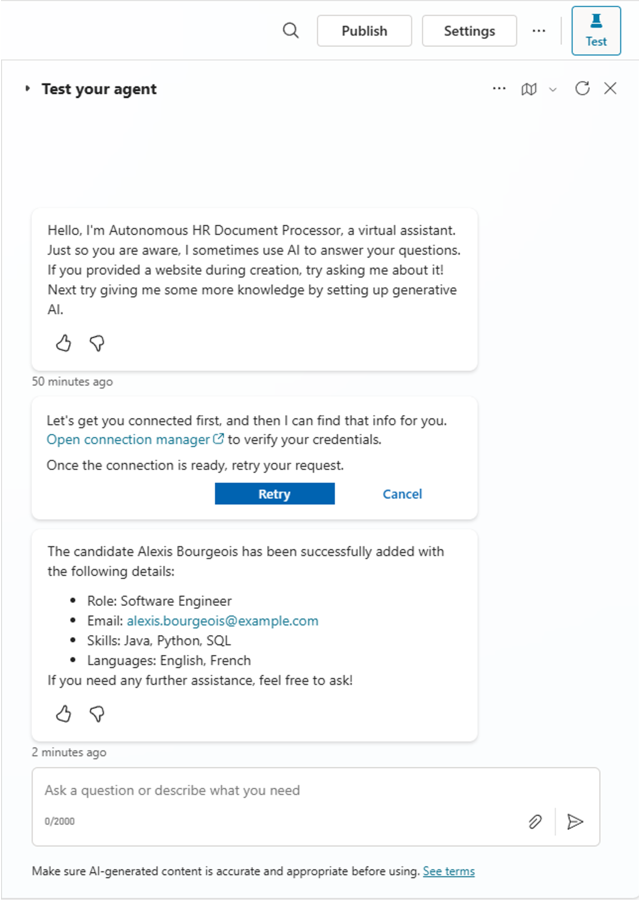 Publish
Settings
...
Test
Test your agent
...
Hello, I'm Autonomous HR Document Processor, a virtual assistant.
Just so you are aware, I sometimes use AI to answer your questions.
If you provided a website during creation, try asking me about it!
Next try giving me some more knowledge by setting up generative
AI.
50 minutes ago
Let's get you connected first, and then I can find that info for you.
Open connection manager to verify your credentials.
Once the connection is ready, retry your request.
Retry
Cancel
The candidate Alexis Bourgeois has been successfully added with
the following details:
• Role: Software Engineer
• Email: alexis.bourgeois@example.com
• Skills: Java, Python, SQL
• Languages: English, French
If you need any further assistance, feel free to ask!
2 minutes ago
Ask a question or describe what you need
0/2000
Make sure AI-generated content is accurate and appropriate before using. See terms